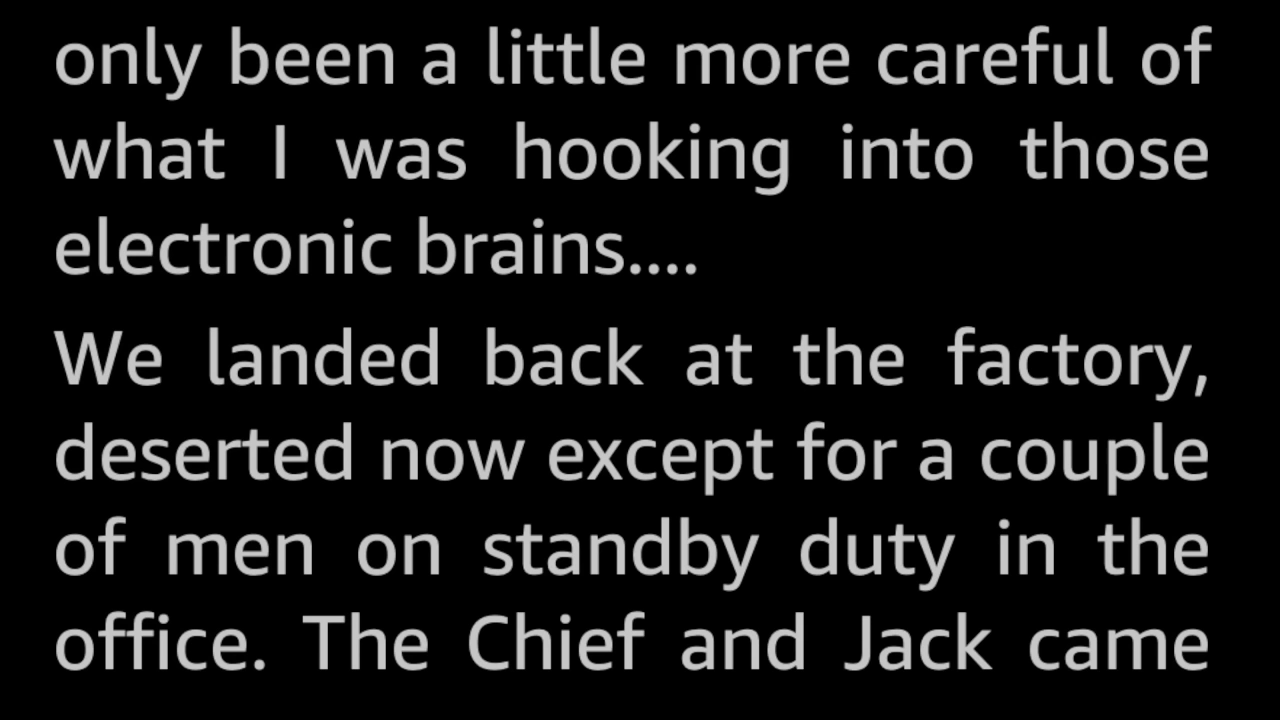 only been a little more careful of
what I was hooking into those
electronic brains....
We landed back at the factory,
deserted now except for a couple
of men on standby duty in the
office. The Chief and Jack came